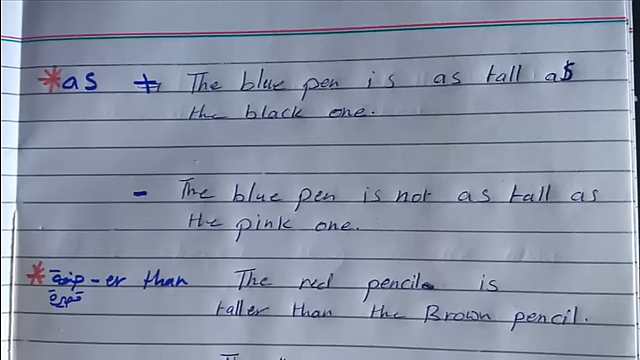 *as + The blue pen is as tall as
the black one.
- The blue pen is not as tall as
the pink one.
* -er than The red pencil is
taller than the Brown pencil.